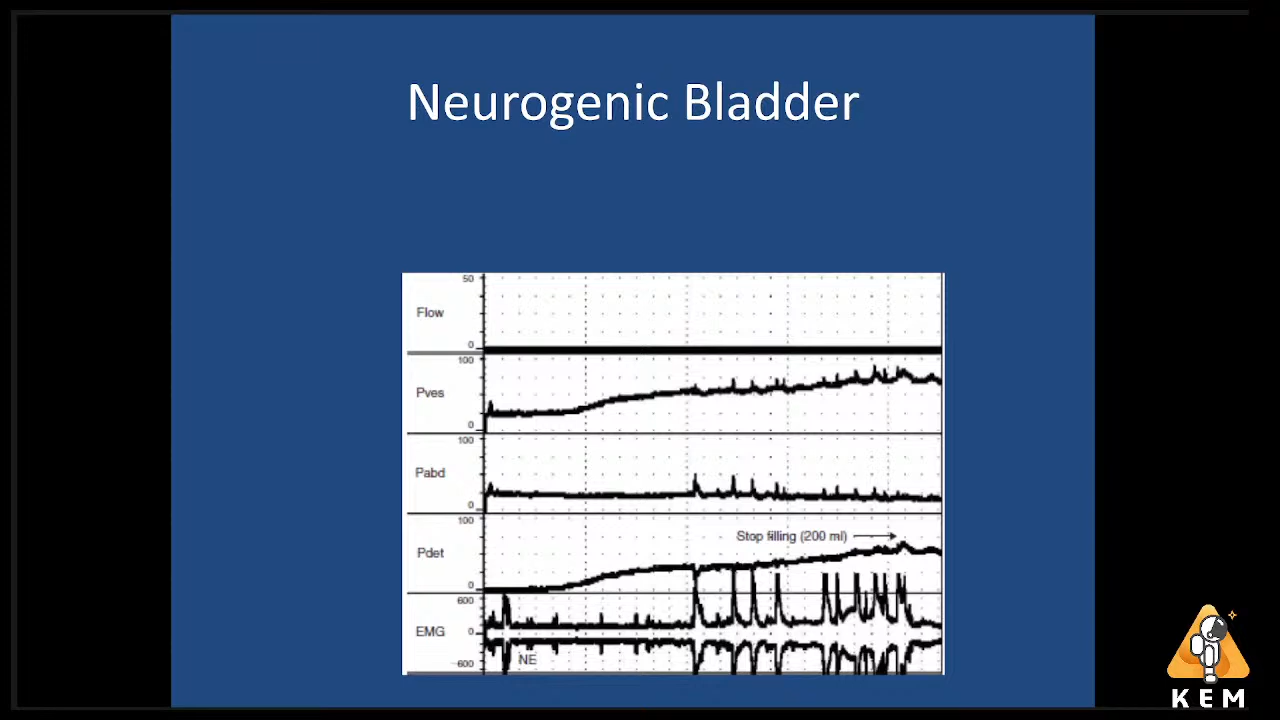 Neurogenic Bladder
50
Flow
0
100
Pves
0
100
Pabd
0
100
Stop filling (200 ml)
Pdet
0
600
EMG
0
NE
-600
KEM